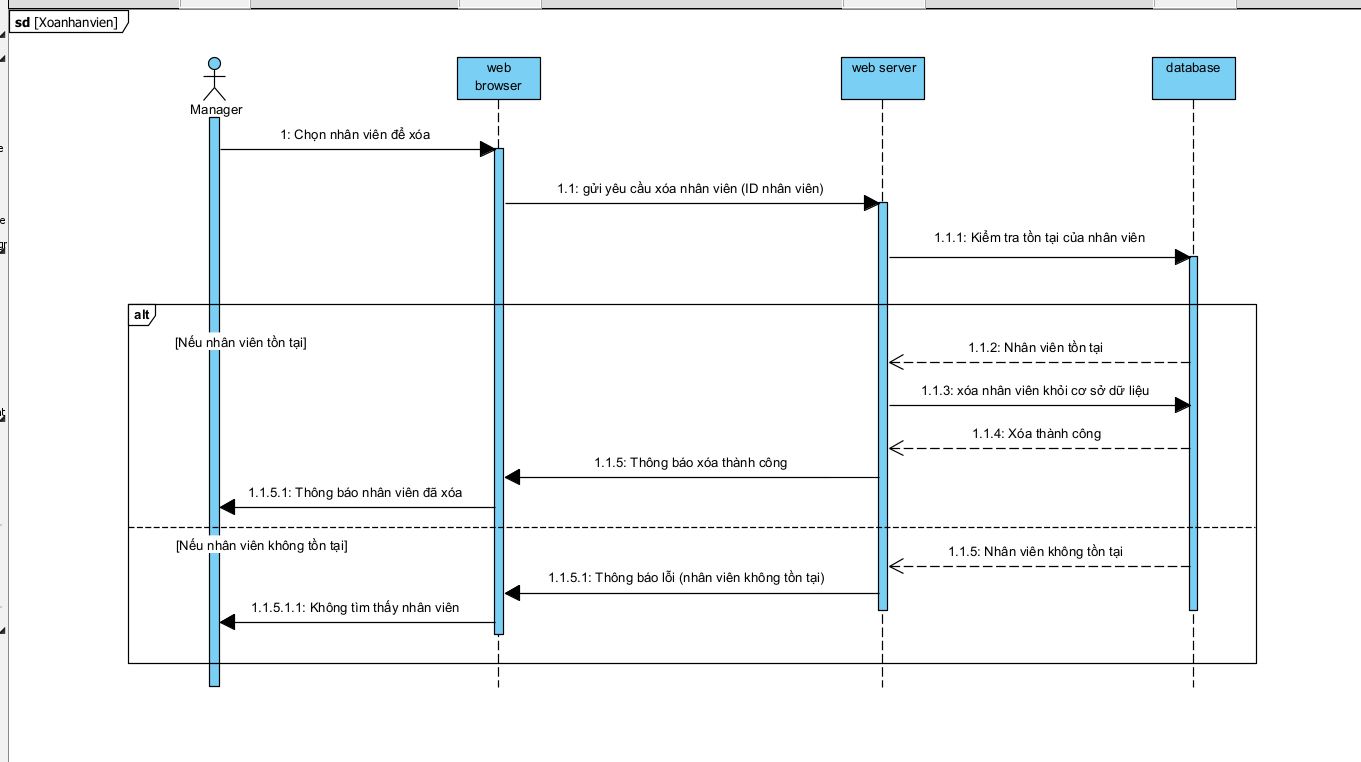 sd [Xoanhanvien]
web
browser
web server
database
Manager
1: Chọn nhân viên để xóa
1.1: gửi yêu cầu xóa nhân viên (ID nhân viên)
1.1.1: Kiểm tra tồn tại của nhân viên
alt
[Nếu nhân viên tồn tại]
1.1.2: Nhân viên tồn tại
1.1.3: xóa nhân viên khỏi cơ sở dữ liệu
1.1.4: Xóa thành công
1.1.5: Thông báo xóa thành công
1.1.5.1: Thông báo nhân viên đã xóa
[Nếu nhân viên không tồn tại]
1.1.5: Nhân viên không tồn tại
1.1.5.1: Thông báo lỗi (nhân viên không tồn tại)
1.1.5.1.1: Không tìm thấy nhân viên